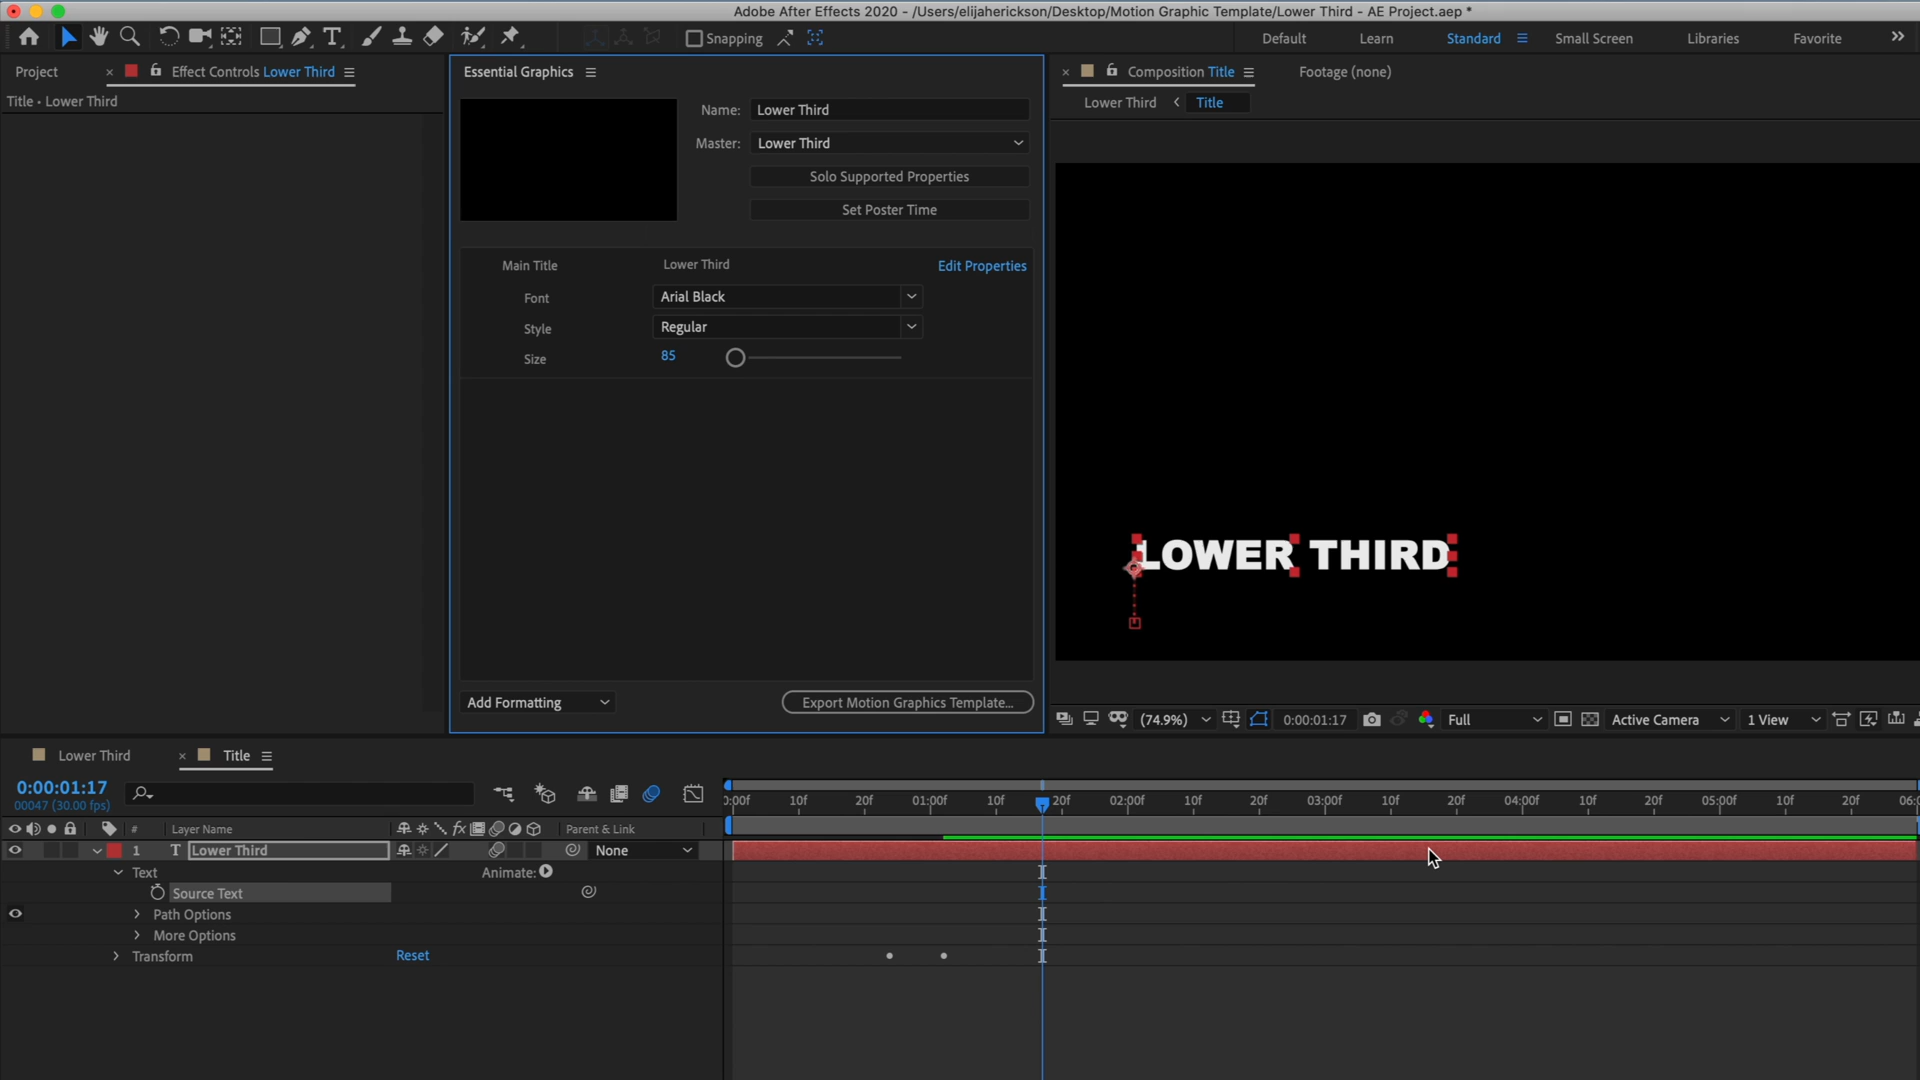 Adobe After Effects 2020 - /Users/elijaherickson/Desktop/Motion Graphic Template/Lower Third - AE Project.aep *
Snapping
Default
Learn
Standard
Small Screen
Libraries
Favorite
Project
Effect Controls Lower Third
Title • Lower Third
Essential Graphics
Name: Lower Third
Master: Lower Third
Solo Supported Properties
Set Poster Time
Main Title Lower Third Edit Properties
Font Arial Black
Style Regular
Size 85
Add Formatting
Export Motion Graphics Template...
Composition Title
Footage (none)
Lower Third
Title
LOWER THIRD
(74.9%) 0:00:01:17 Full Active Camera 1 View
Lower Third
Title
0:00:01:17
00047 (30.00 fps)
0:00f 10f 20f 01:00f 10f 20f 02:00f 10f 20f 03:00f 10f 20f 04:00f 10f 20f 05:00f 10f 20f 06:0
# Layer Name fx Parent & Link
1 T Lower Third None
Text Animate:
Source Text
Path Options
More Options
Transform Reset